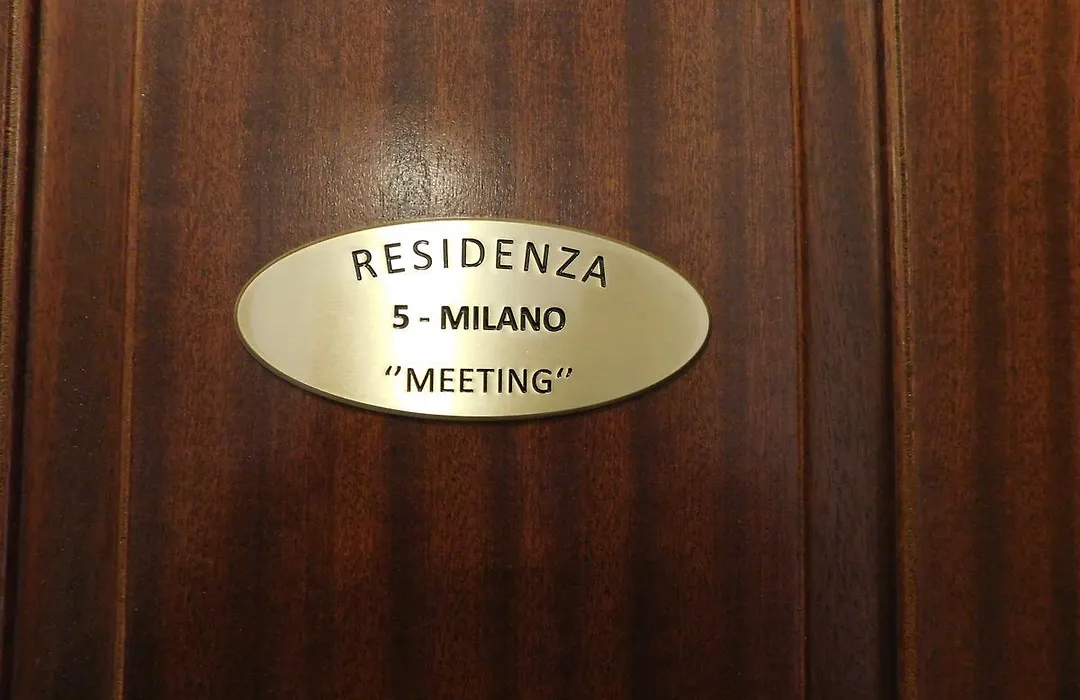 RESIDENZA
5 - MILANO
‘’MEETING‘’